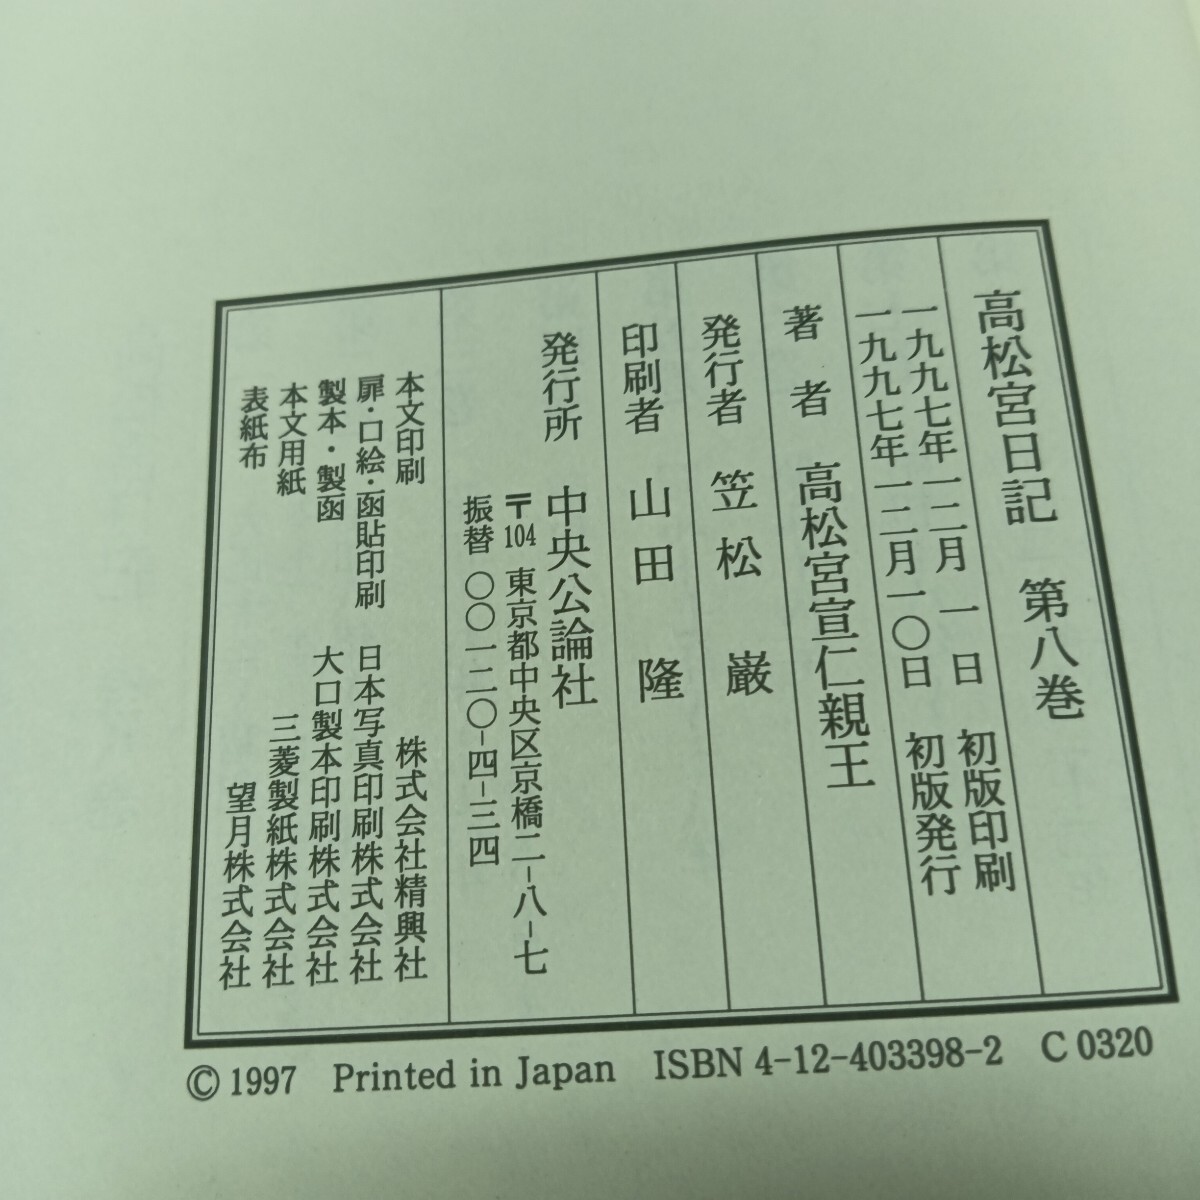 高松宮日記　第八巻
一九九七年一二月　一　日　初版印刷
一九九七年一二月一〇日　初版発行
著　者　高松宮宣仁親王
発行者　笠　松　巌
印刷者　山　田　隆
発行所　中央公論社
〒104 東京都中央区京橋二-八-七
振替 〇〇一二〇-四-三四
本文印刷　株式会社精興社
扉・口絵・函貼印刷　日本写真印刷株式会社
製本・製函　大口製本印刷株式会社
本文用紙　三菱製紙株式会社
表紙布　望月株式会社
© 1997　Printed in Japan　ISBN 4-12-403398-2　C 0320